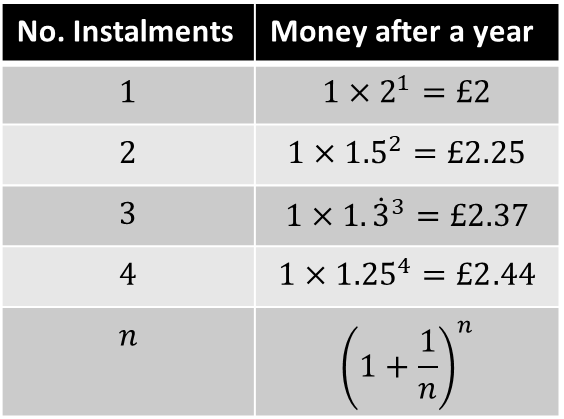 No. Instalments Money after a year
1 1 × 2¹ = £2
2 1 × 1.5² = £2.25
3 1 × 1.3̇³ = £2.37
4 1 × 1.25⁴ = £2.44
n (1 + 1/n)ⁿ